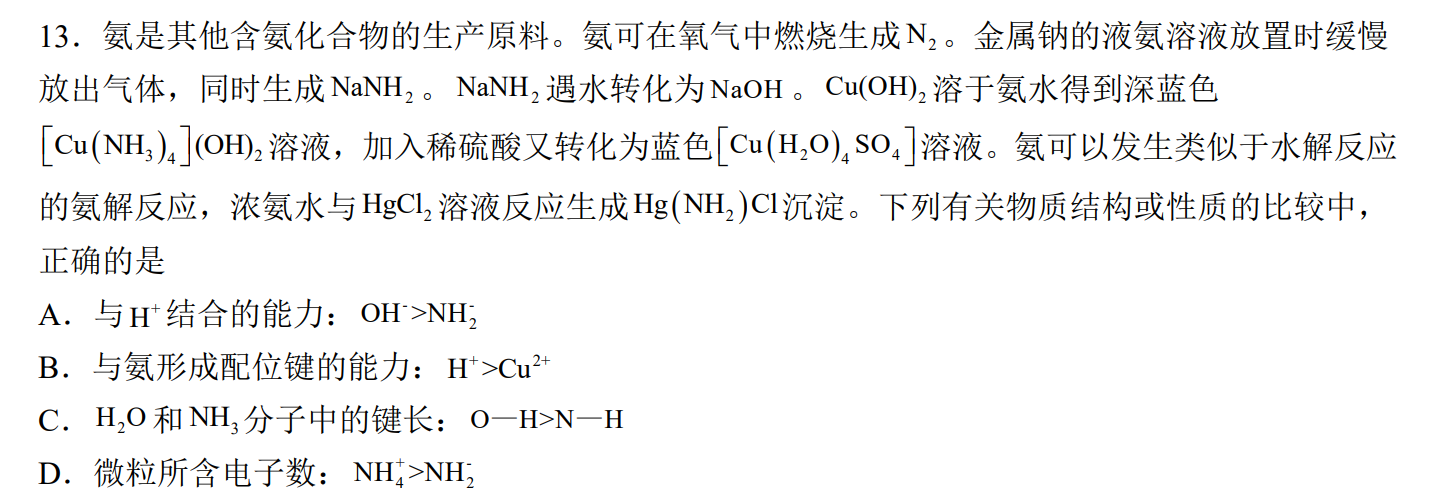 13．氨是其他含氨化合物的生产原料。氨可在氧气中燃烧生成N₂。金属钠的液氨溶液放置时缓慢
放出气体，同时生成NaNH₂。NaNH₂遇水转化为NaOH。Cu(OH)₂溶于氨水得到深蓝色
[Cu(NH₃)₄](OH)₂溶液，加入稀硫酸又转化为蓝色[Cu(H₂O)₄SO₄]溶液。氨可以发生类似于水解反应
的氨解反应，浓氨水与HgCl₂溶液反应生成Hg(NH₂)Cl沉淀。下列有关物质结构或性质的比较中，
正确的是
A．与H⁺结合的能力：OH⁻>NH₂⁻
B．与氨形成配位键的能力：H⁺>Cu²⁺
C．H₂O和NH₃分子中的键长：O—H>N—H
D．微粒所含电子数：NH₄⁺>NH₂⁻